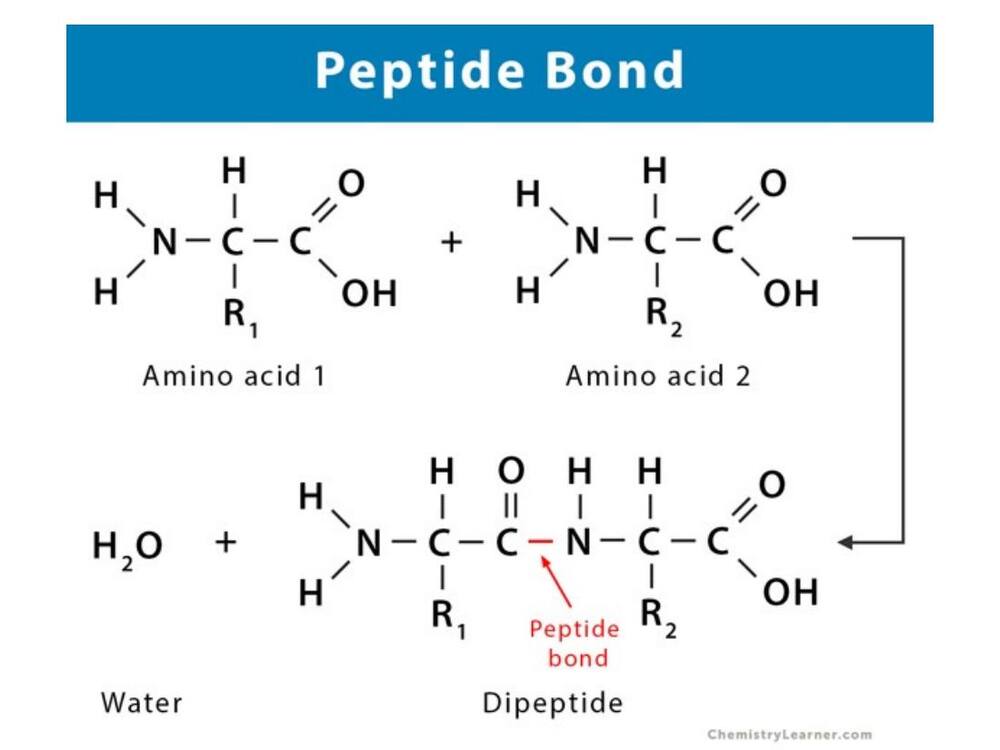 Peptide Bond
H H O H H O
N – C – C + N – C – C
H R1 OH H R2 OH
Amino acid 1 Amino acid 2
H H O H H O
H2O + N – C – C – N – C – C
H R1 R2 OH
Peptide
bond
Water Dipeptide
ChemistryLearner.com